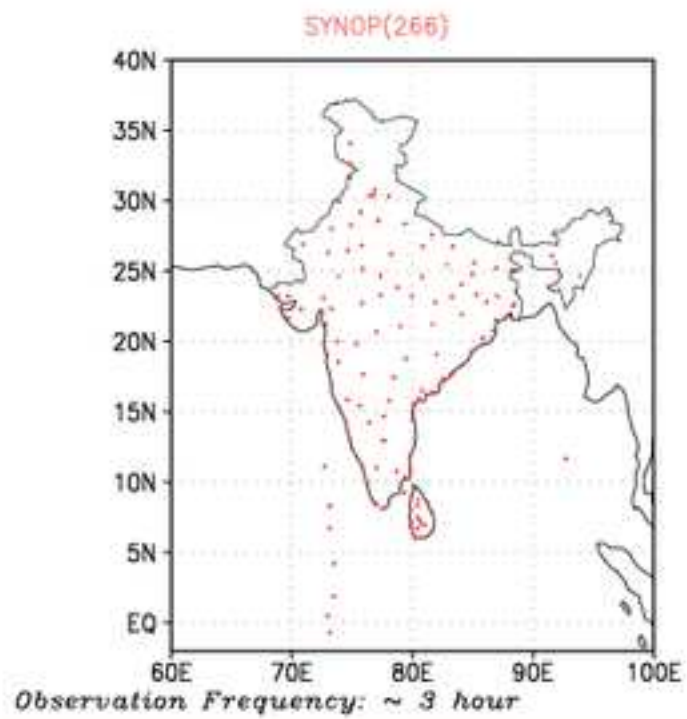 SYNOP(266)
40N
35N
30N
25N
20N
15N
10N
5N
EQ
60E 70E 80E 90E 100E
Observation Frequency: ~ 3 hour